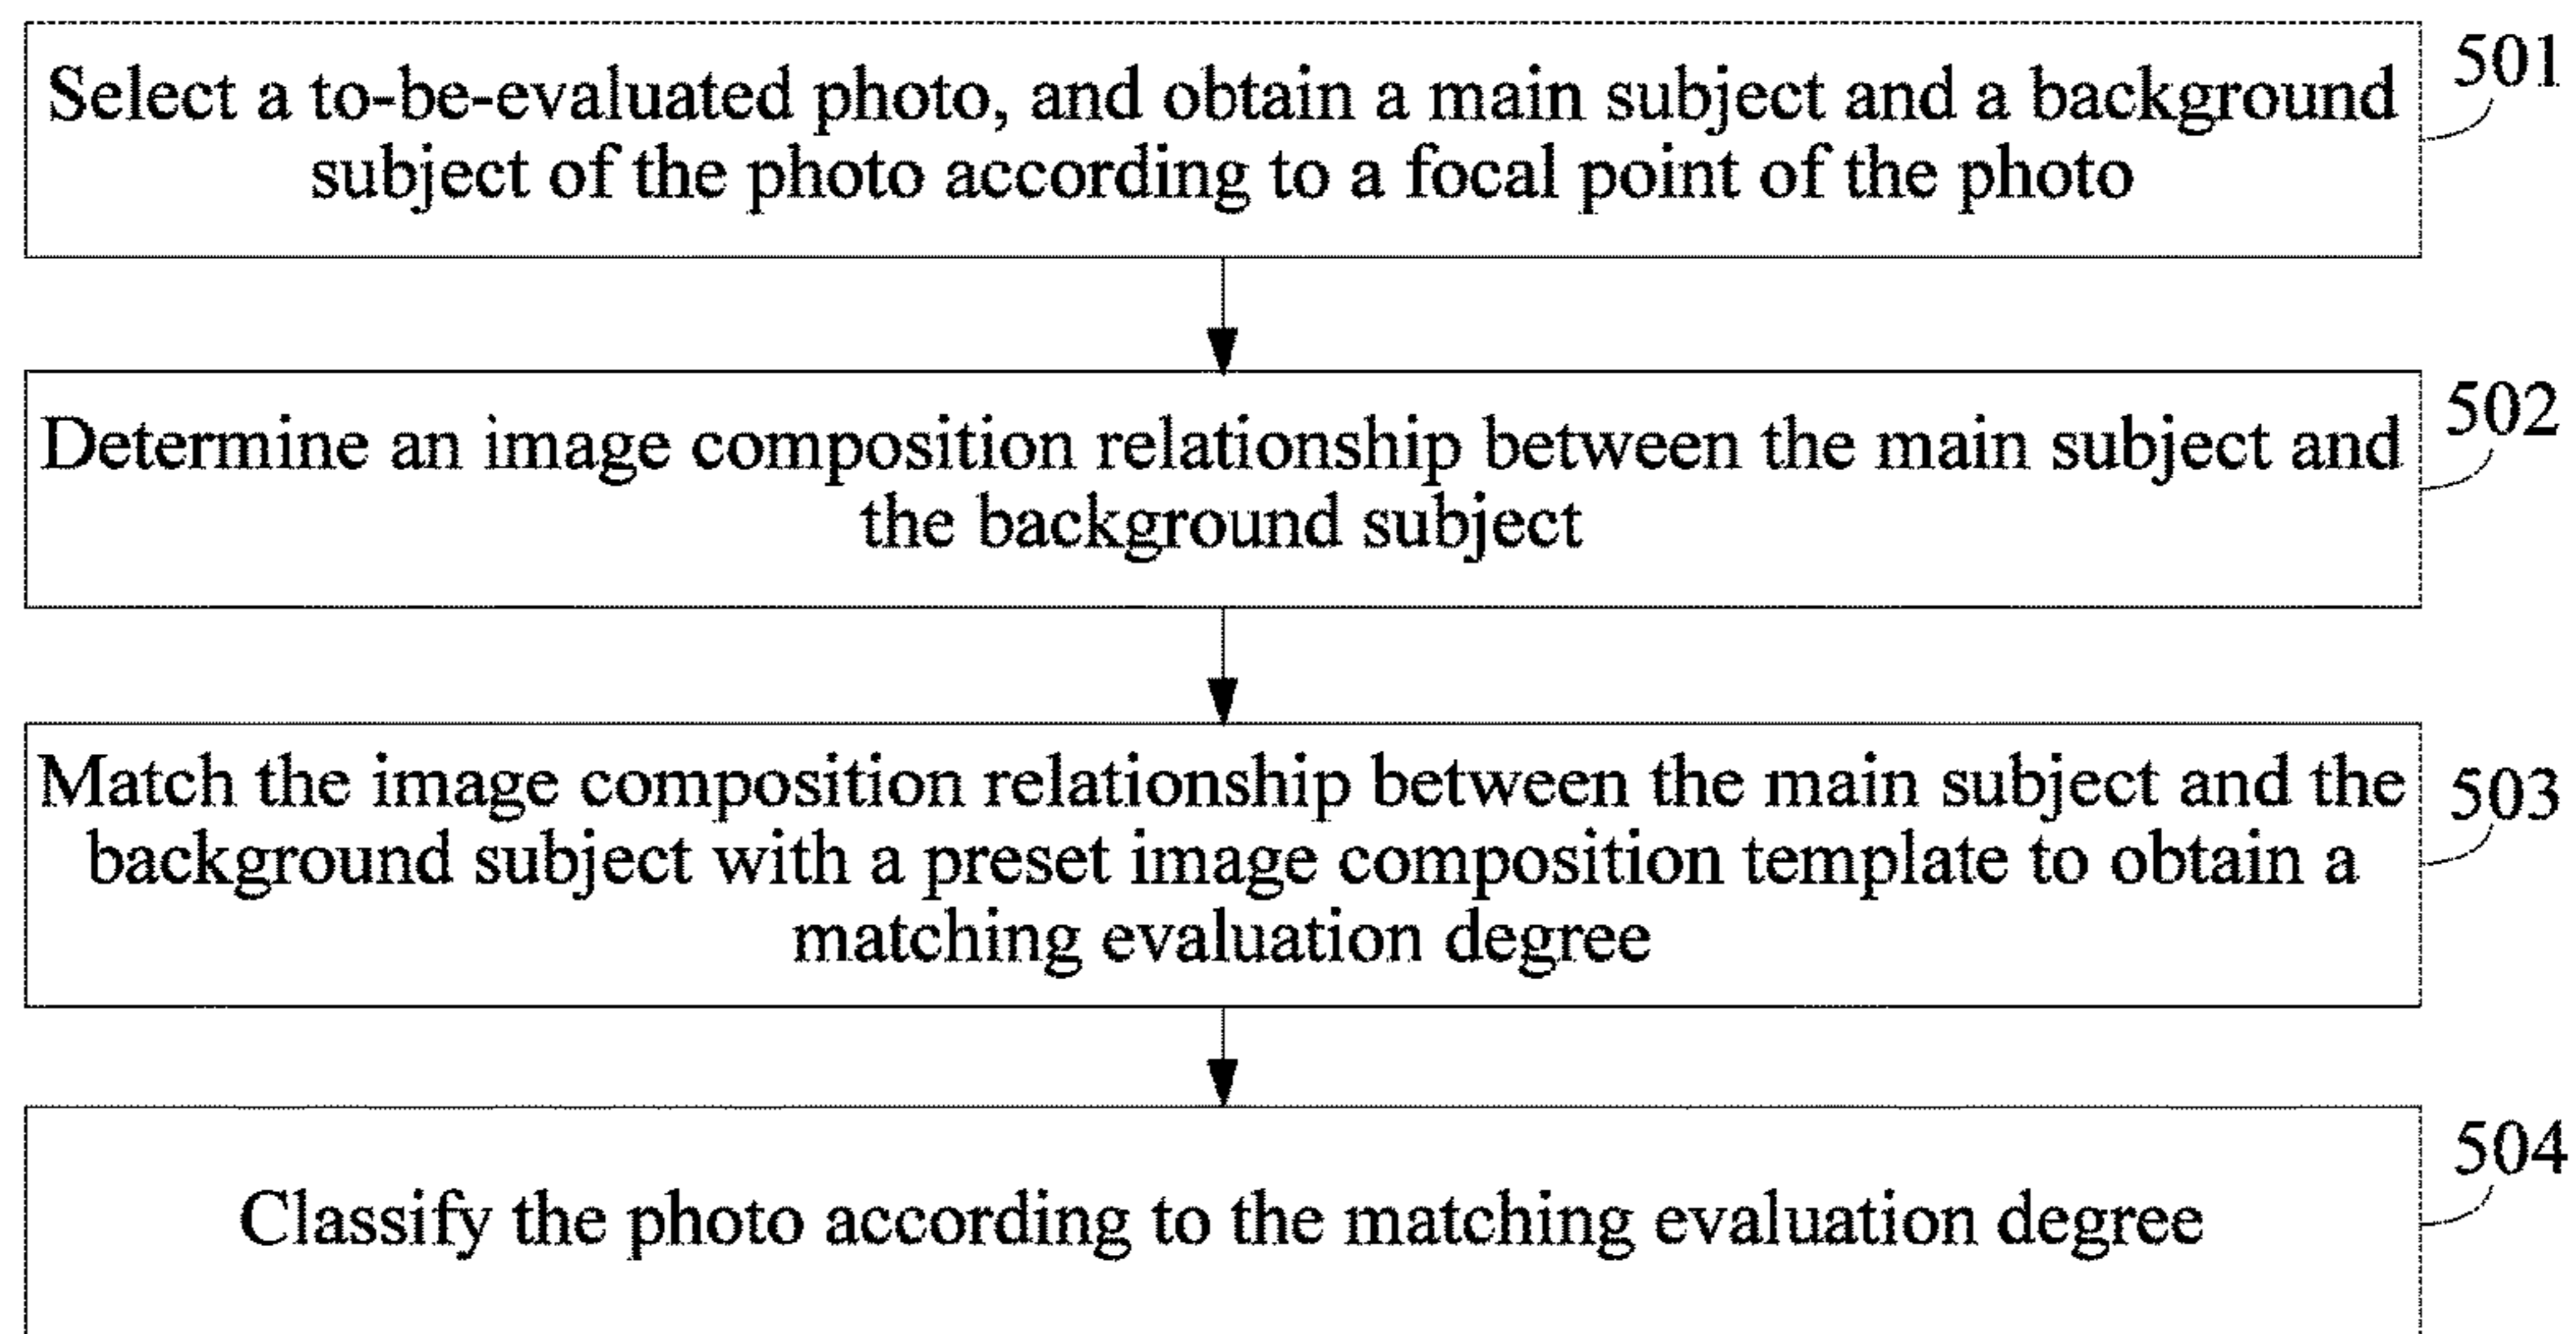 Select a to-be-evaluated photo, and obtain a main subject and a background
subject of the photo according to a focal point of the photo
501
Determine an image composition relationship between the main subject and
the background subject
502
Match the image composition relationship between the main subject and the
background subject with a preset image composition template to obtain a
matching evaluation degree
503
Classify the photo according to the matching evaluation degree
504